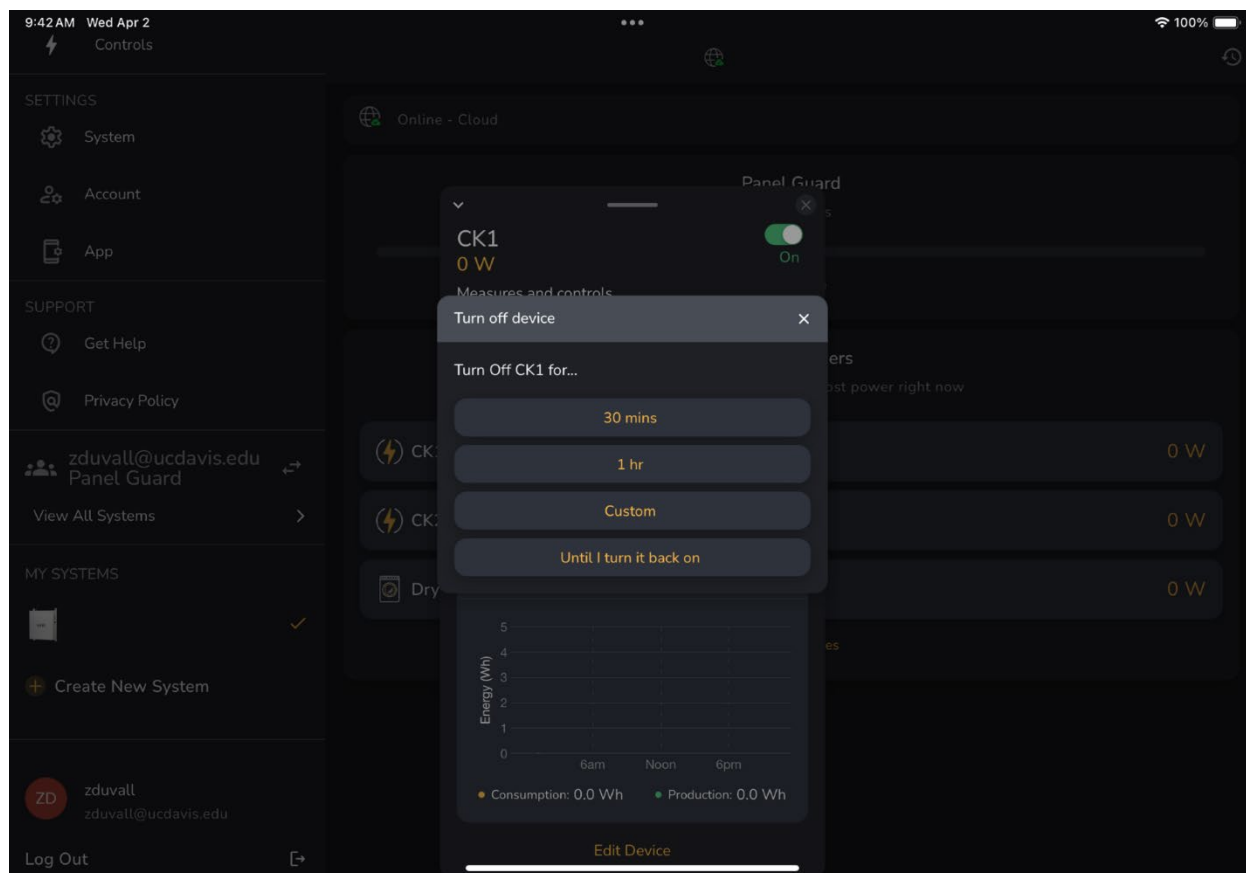 9:42 AM Wed Apr 2
100%
Controls
SETTINGS
System
Account
App
SUPPORT
Get Help
Privacy Policy
zduvall@ucdavis.edu
Panel Guard
View All Systems
MY SYSTEMS
Create New System
ZD
zduvall
zduvall@ucdavis.edu
Log Out
Online - Cloud
Panel Guard
s
CK1
On
0 W
Measures and controls
Turn off device
Turn Off CK1 for...
30 mins
1 hr
Custom
Until I turn it back on
ers
ost power right now
CK
0 W
CK2
0 W
Dry
0 W
es
Energy (Wh)
5
4
3
2
1
0
6am Noon 6pm
Consumption: 0.0 Wh Production: 0.0 Wh
Edit Device